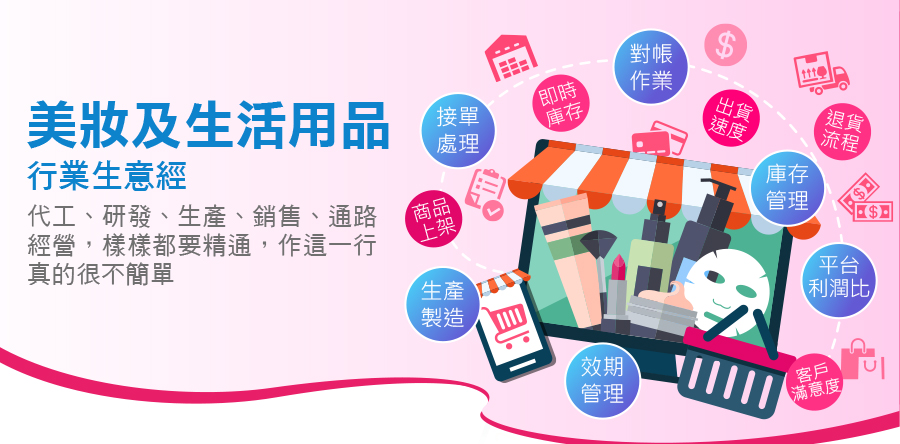 美妝及生活用品
行業生意經
代工、研發、生產、銷售、通路
經營，樣樣都要精通，作這一行
真的很不簡單
對帳
作業
即時
庫存
出貨
速度
接單
處理
退貨
流程
庫存
管理
商品
上架
平台
利潤比
生產
製造
效期
管理
客戶
滿意度